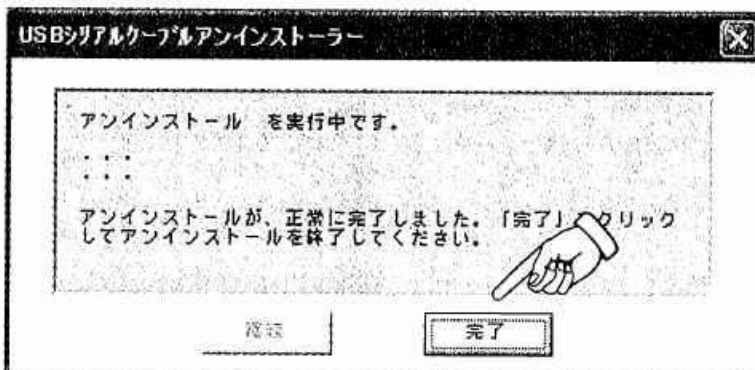 USBシリアルケーブルアンインストーラー
アンインストール を実行中です。
・・・
・・・
アンインストールが、正常に完了しました。「完了」をクリック
してアンインストールを終了してください。
継続
完了